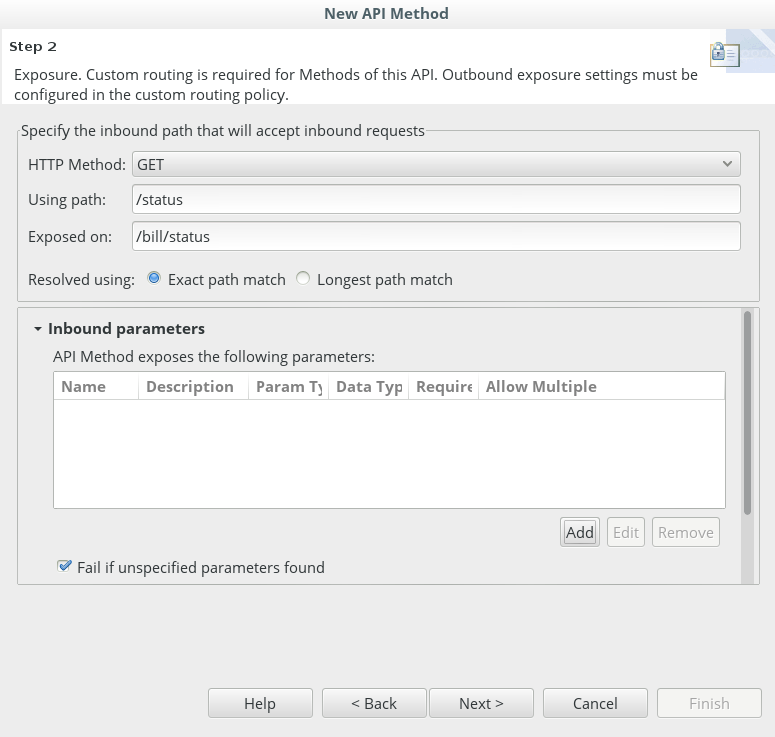 New API Method
Step 2
Exposure. Custom routing is required for Methods of this API. Outbound exposure settings must be
configured in the custom routing policy.
Specify the inbound path that will accept inbound requests
HTTP Method: GET
Using path: /status
Exposed on: /bill/status
Resolved using: Exact path match Longest path match
Inbound parameters
API Method exposes the following parameters:
Name Description Param Ty Data Typ Require Allow Multiple
Add Edit Remove
Fail if unspecified parameters found
Help < Back Next > Cancel Finish